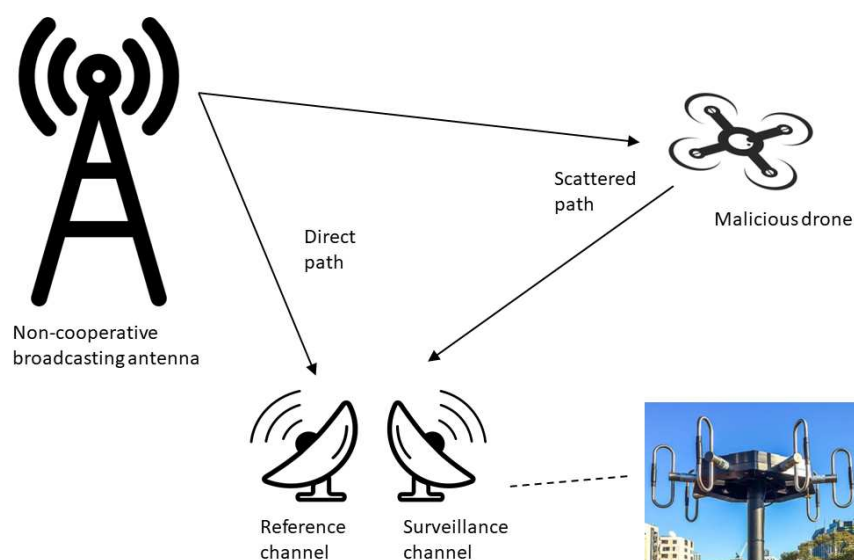 Scattered
path
Malicious drone
Direct
path
Non-cooperative
broadcasting antenna
Reference
channel
Surveillance
channel